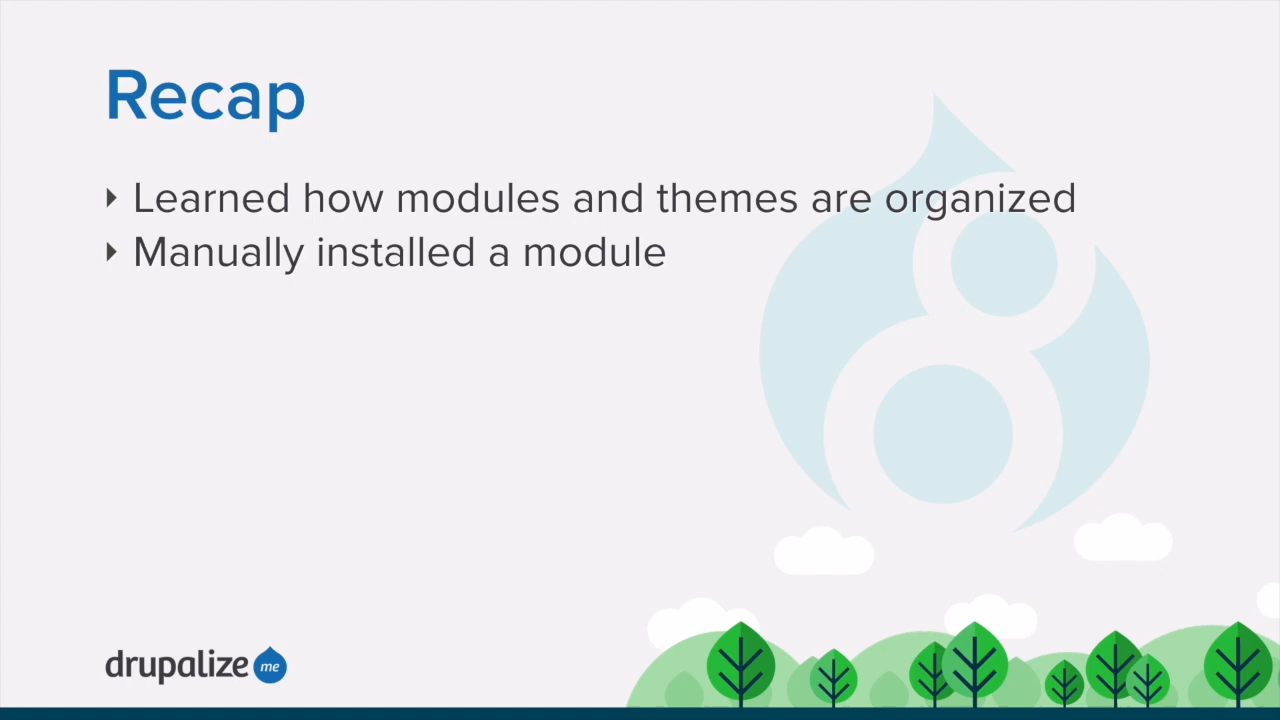 Recap
Learned how modules and themes are organized
Manually installed a module
drupalize me